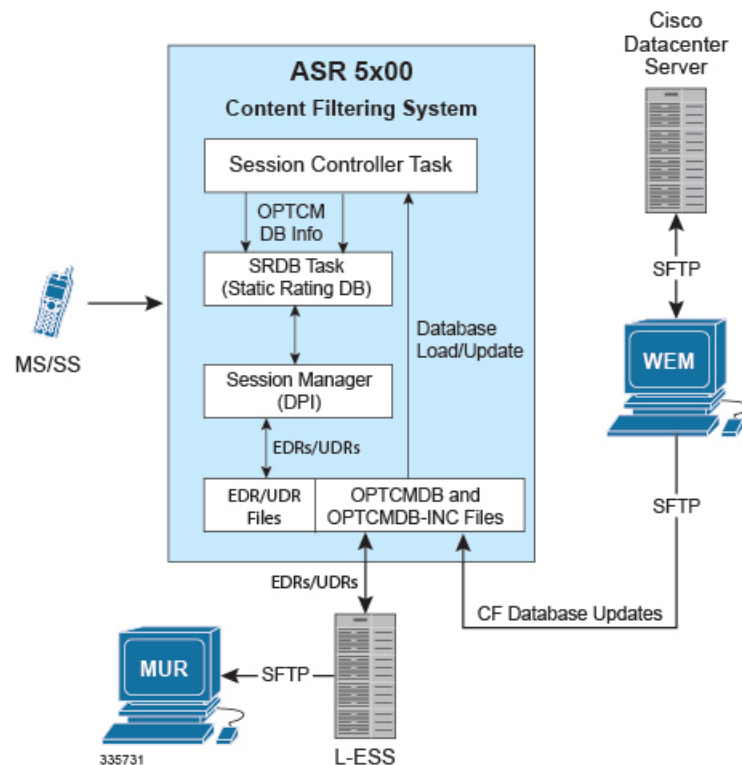 Cisco
Datacenter
Server
ASR 5x00
Content Filtering System
Session Controller Task
OPTCM
DB Info
SFTP
SRDB Task
(Static Rating DB)
Database
Load/Update
MS/SS
WEM
Session Manager
(DPI)
EDRs/UDRs
EDR/UDR
Files
OPTCMDB and
OPTCMDB-INC Files
SFTP
EDRs/UDRs
CF Database Updates
MUR
SFTP
335731
L-ESS